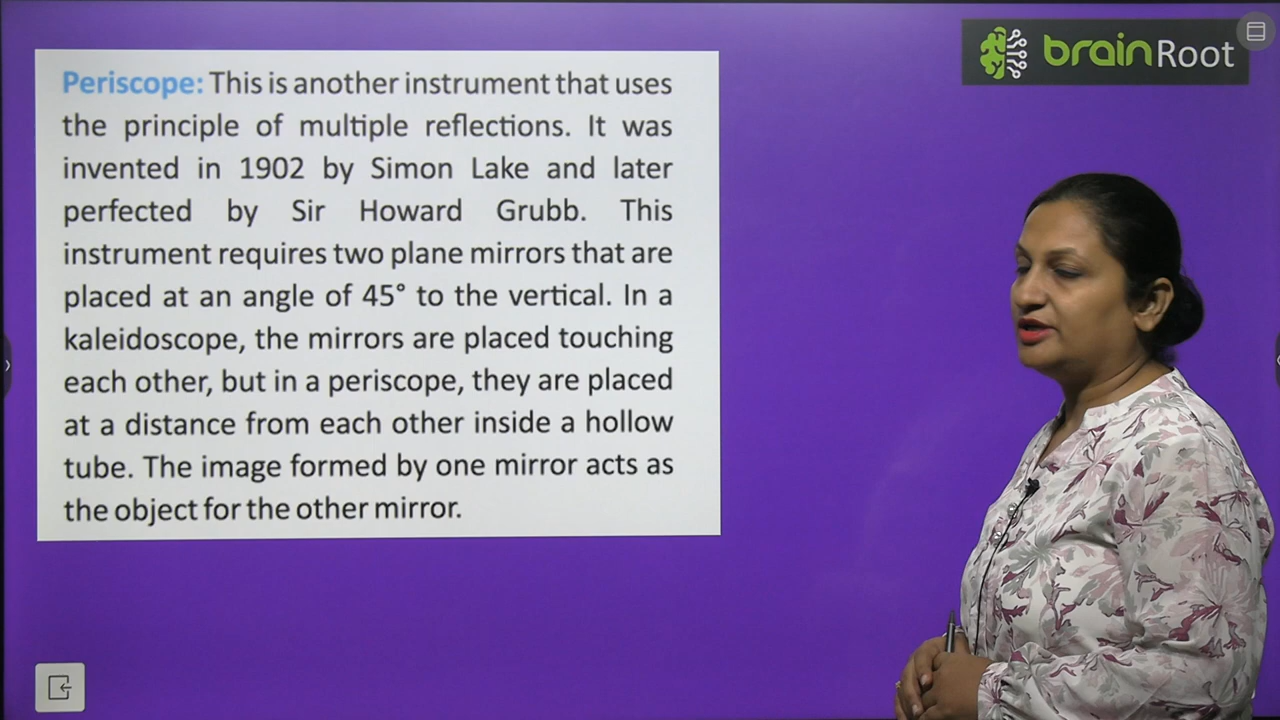 brainRoot
Periscope: This is another instrument that uses
the principle of multiple reflections. It was
invented in 1902 by Simon Lake and later
perfected by Sir Howard Grubb. This
instrument requires two plane mirrors that are
placed at an angle of 45° to the vertical. In a
kaleidoscope, the mirrors are placed touching
each other, but in a periscope, they are placed
at a distance from each other inside a hollow
tube. The image formed by one mirror acts as
the object for the other mirror.